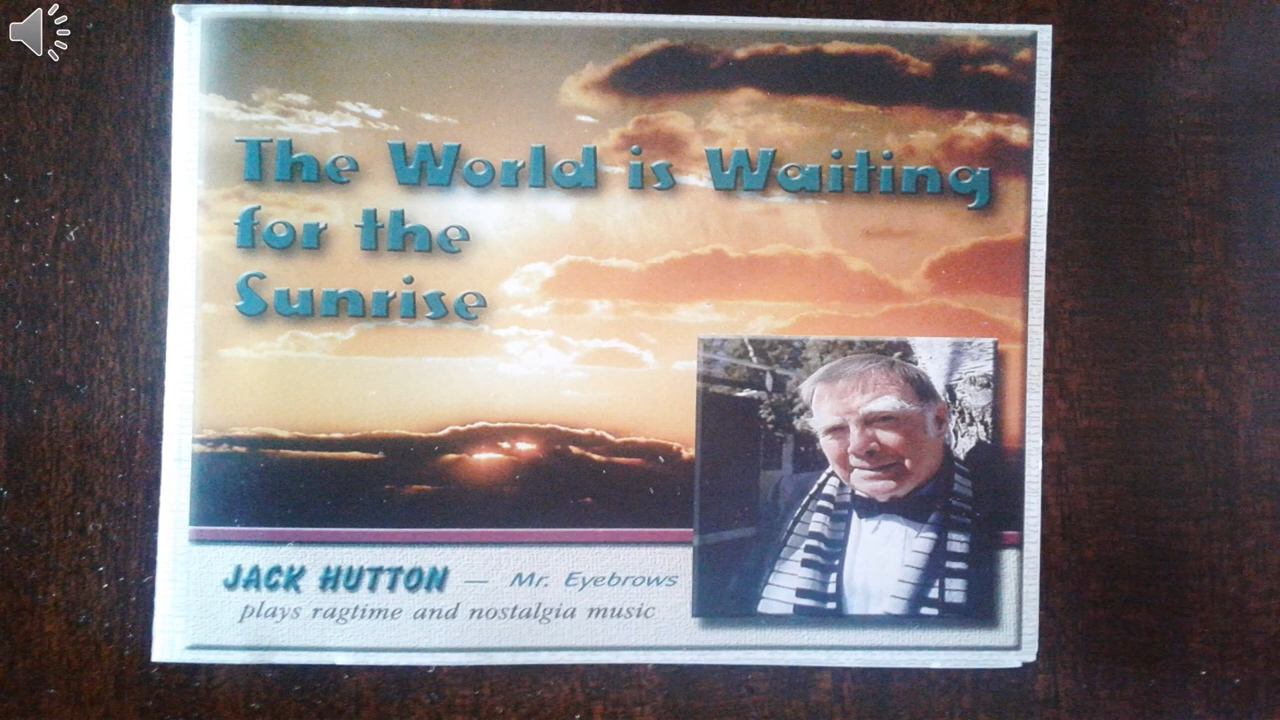 The World is Waiting
for the
Sunrise
JACK HUTTON — Mr. Eyebrows
plays ragtime and nostalgia music